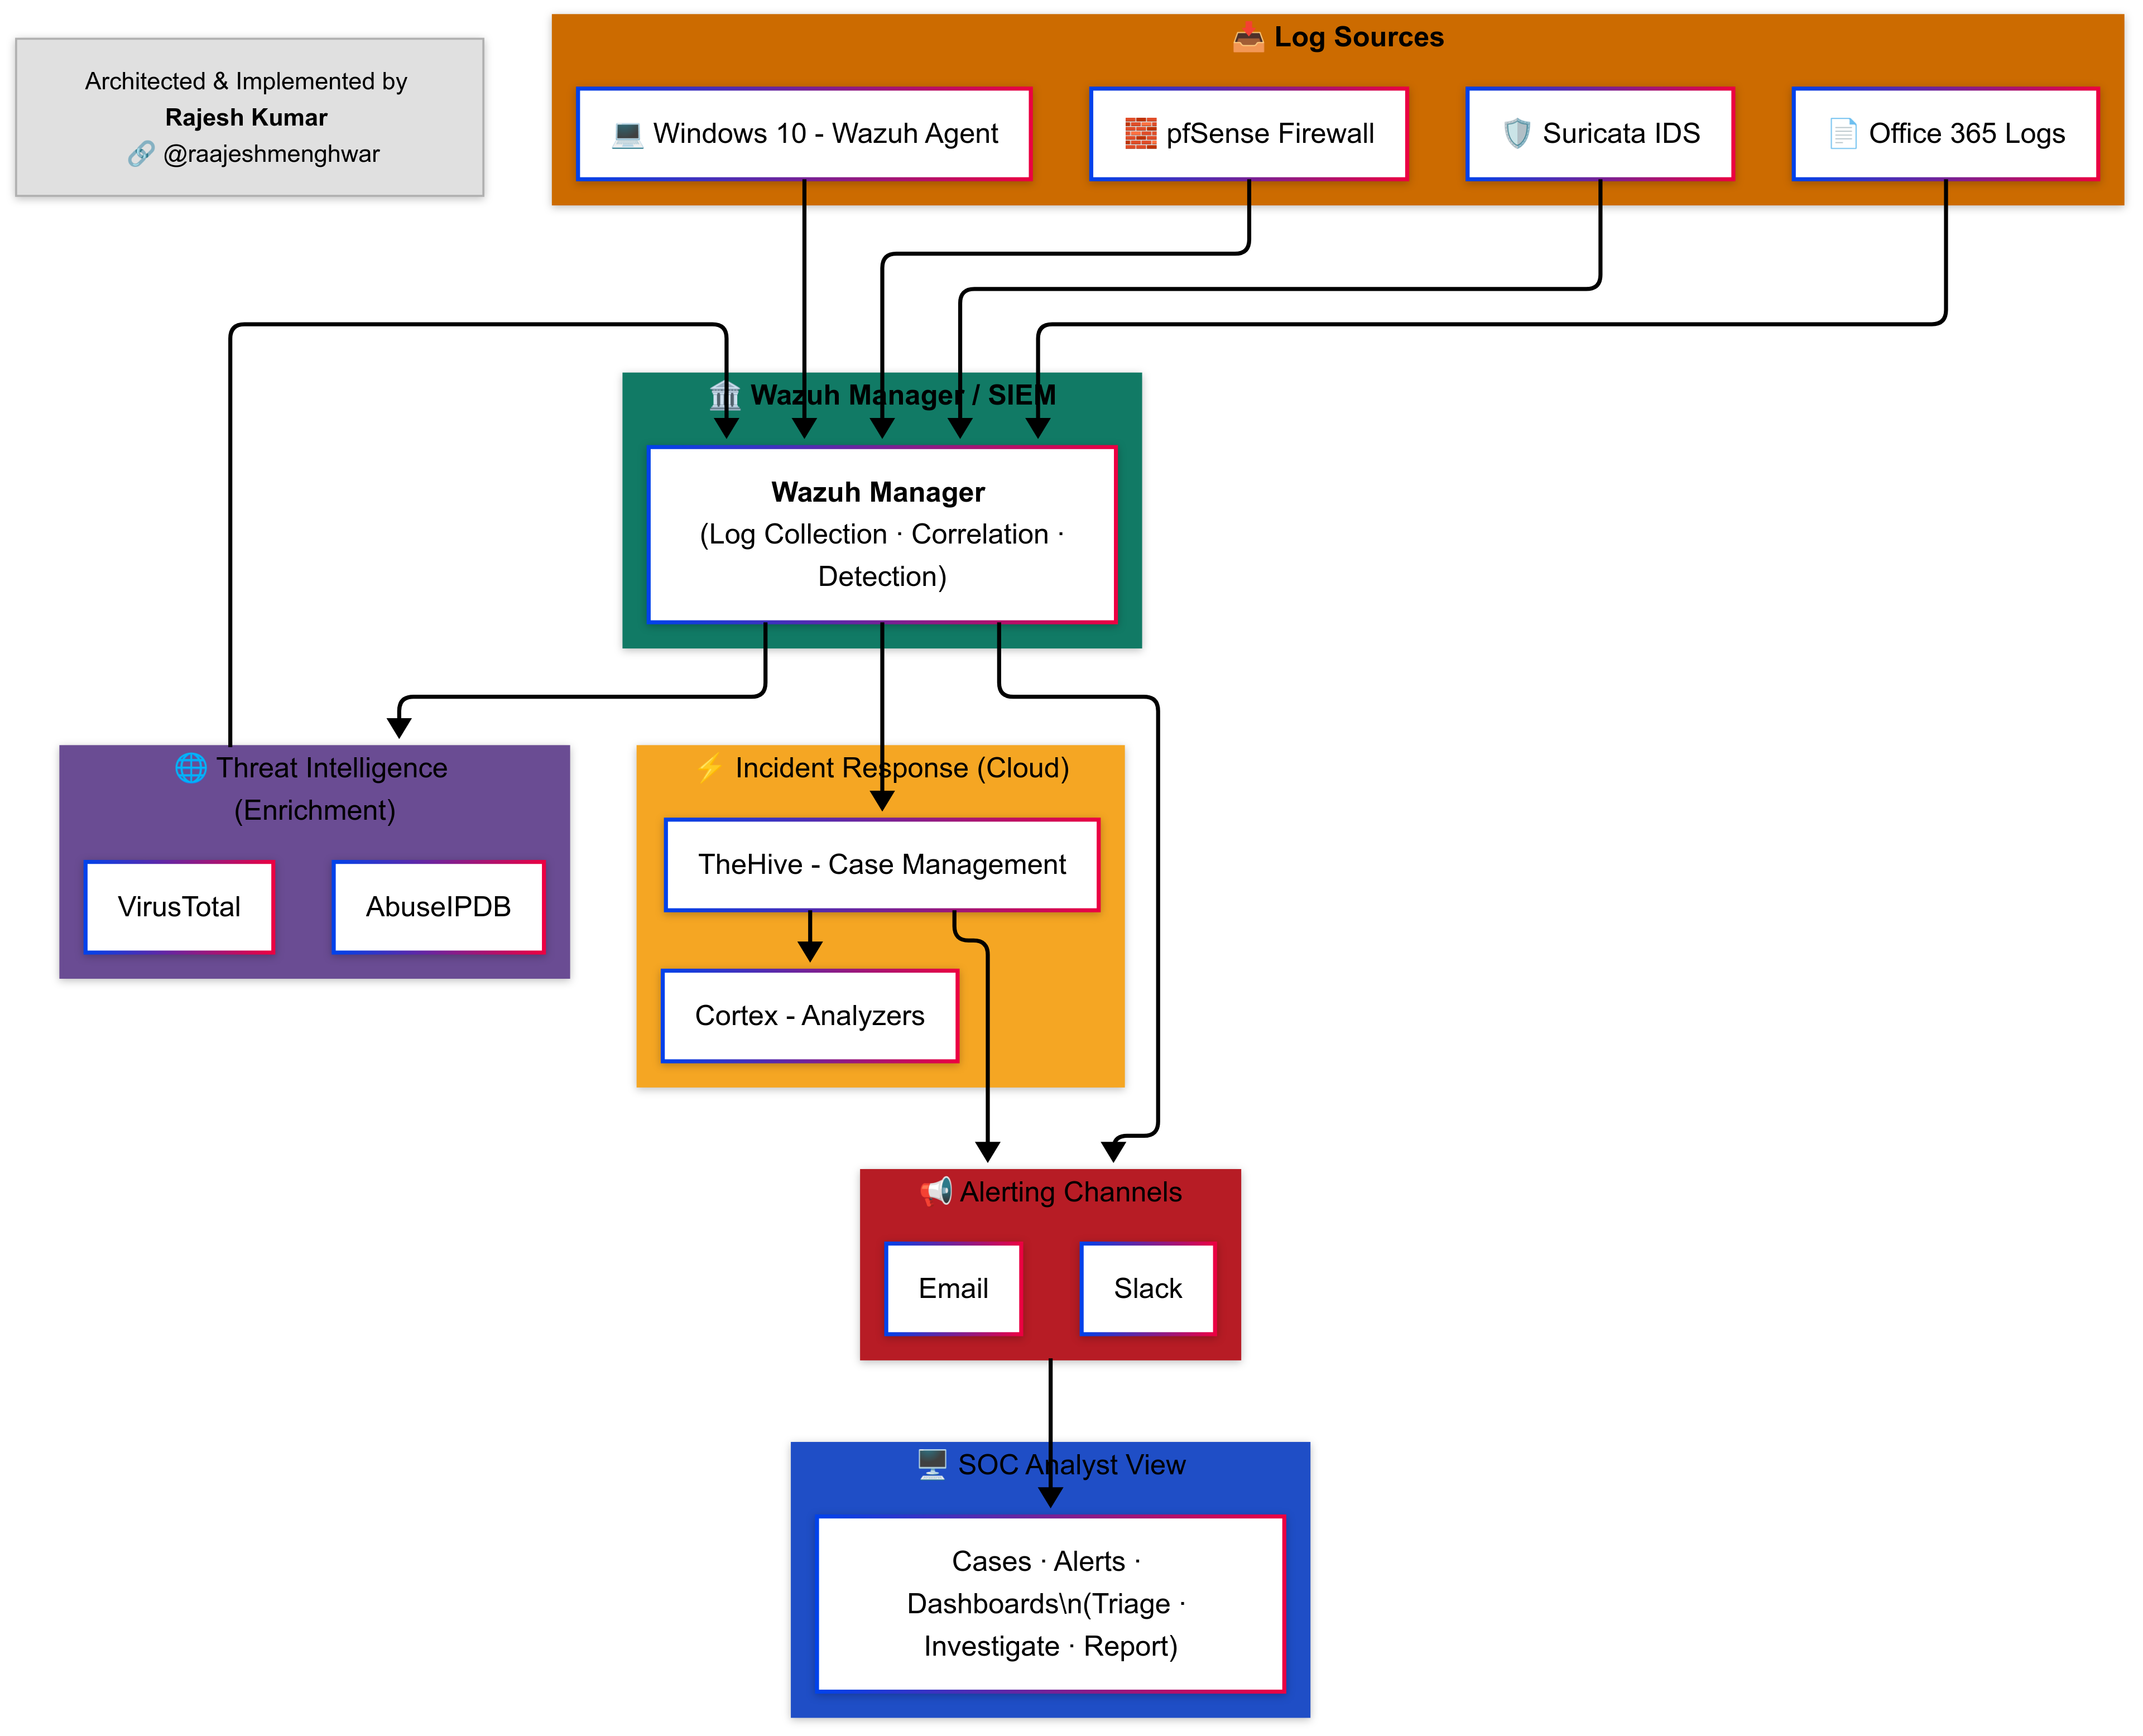 Architected & Implemented by
Rajesh Kumar
🔗 @raajeshmenghwar
📤 Log Sources
💻 Windows 10 - Wazuh Agent
🧱 pfSense Firewall
🛡️ Suricata IDS
📄 Office 365 Logs
🏛️ Wazuh Manager / SIEM
Wazuh Manager
(Log Collection · Correlation ·
Detection)
🌐 Threat Intelligence
(Enrichment)
VirusTotal
AbuseIPDB
⚡ Incident Response (Cloud)
TheHive - Case Management
Cortex - Analyzers
📢 Alerting Channels
Email
Slack
🖥️ SOC Analyst View
Cases · Alerts ·
Dashboards\n(Triage ·
Investigate · Report)